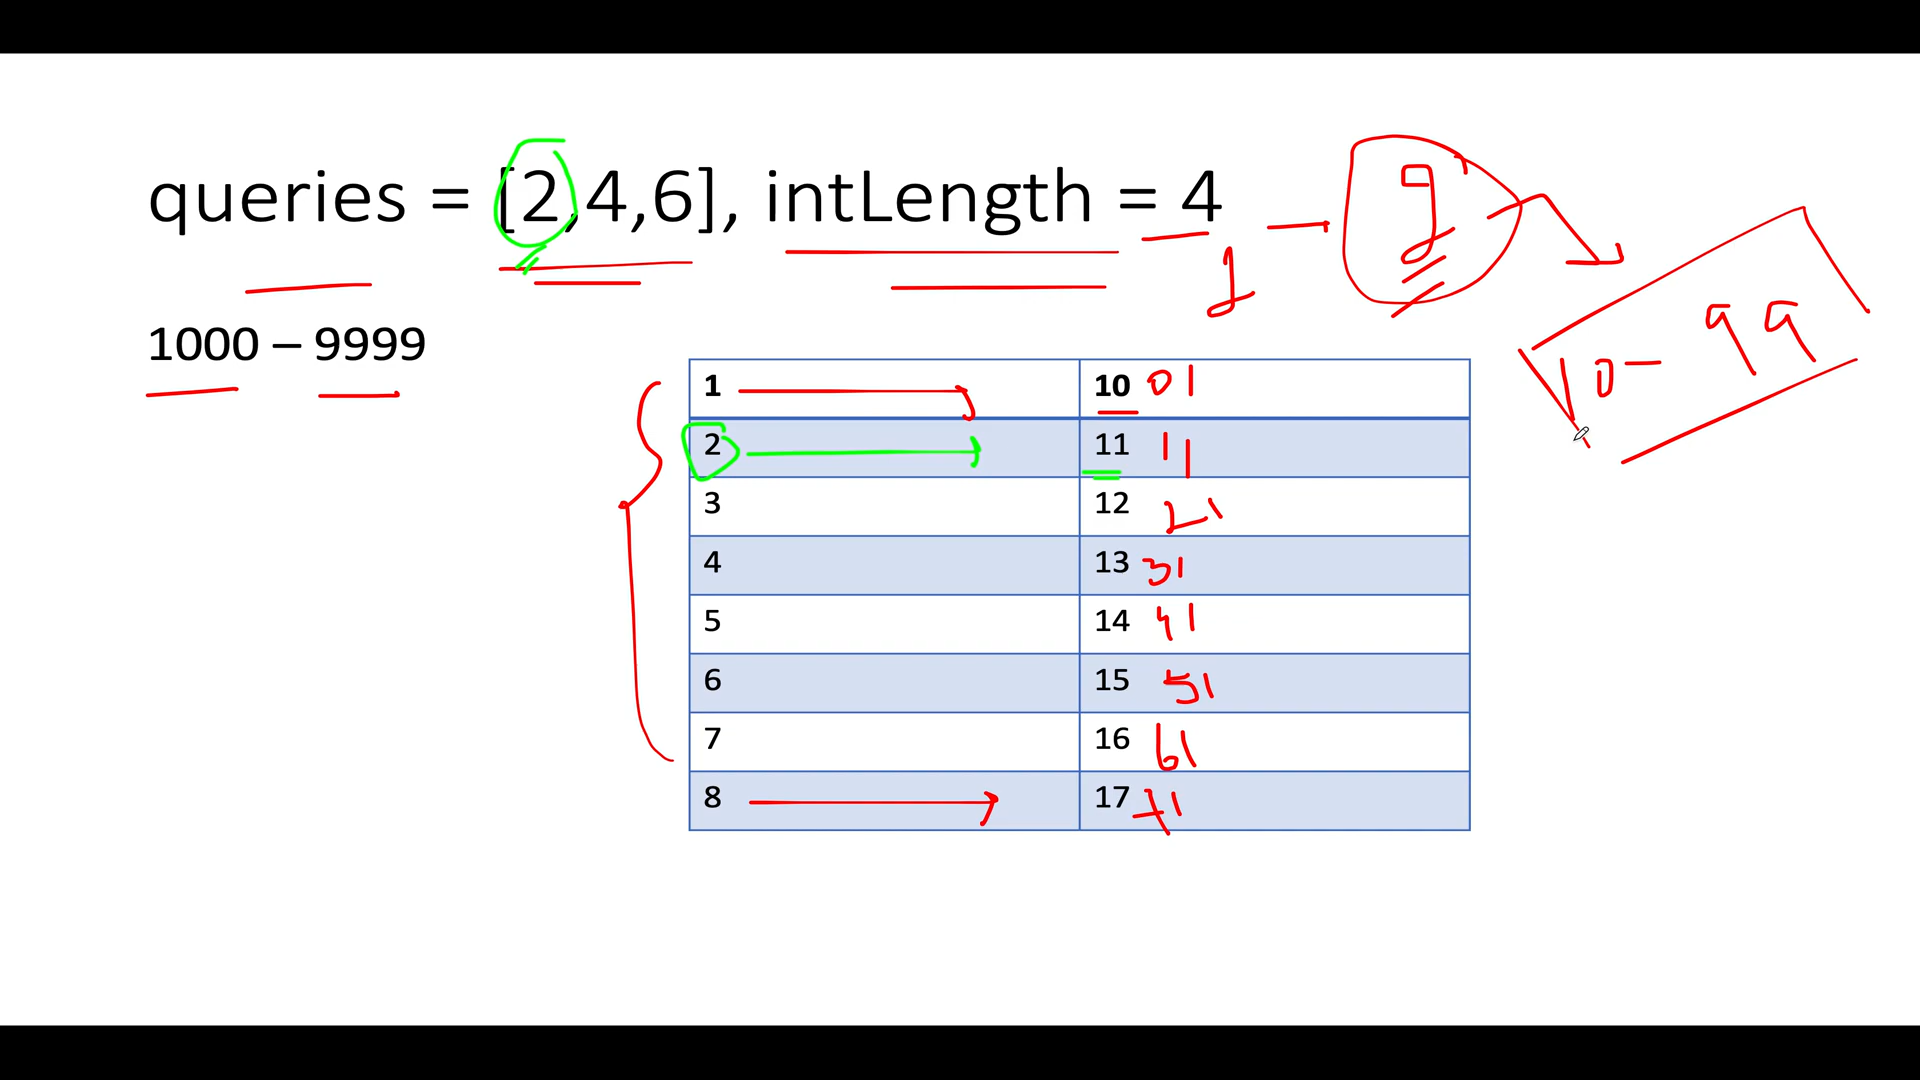 queries = [2,4,6], intLength = 4
1 - 9
1000 – 9999
10 - 99
1 10 01
2 11 11
3 12 21
4 13 31
5 14 41
6 15 51
7 16 61
8 17 71